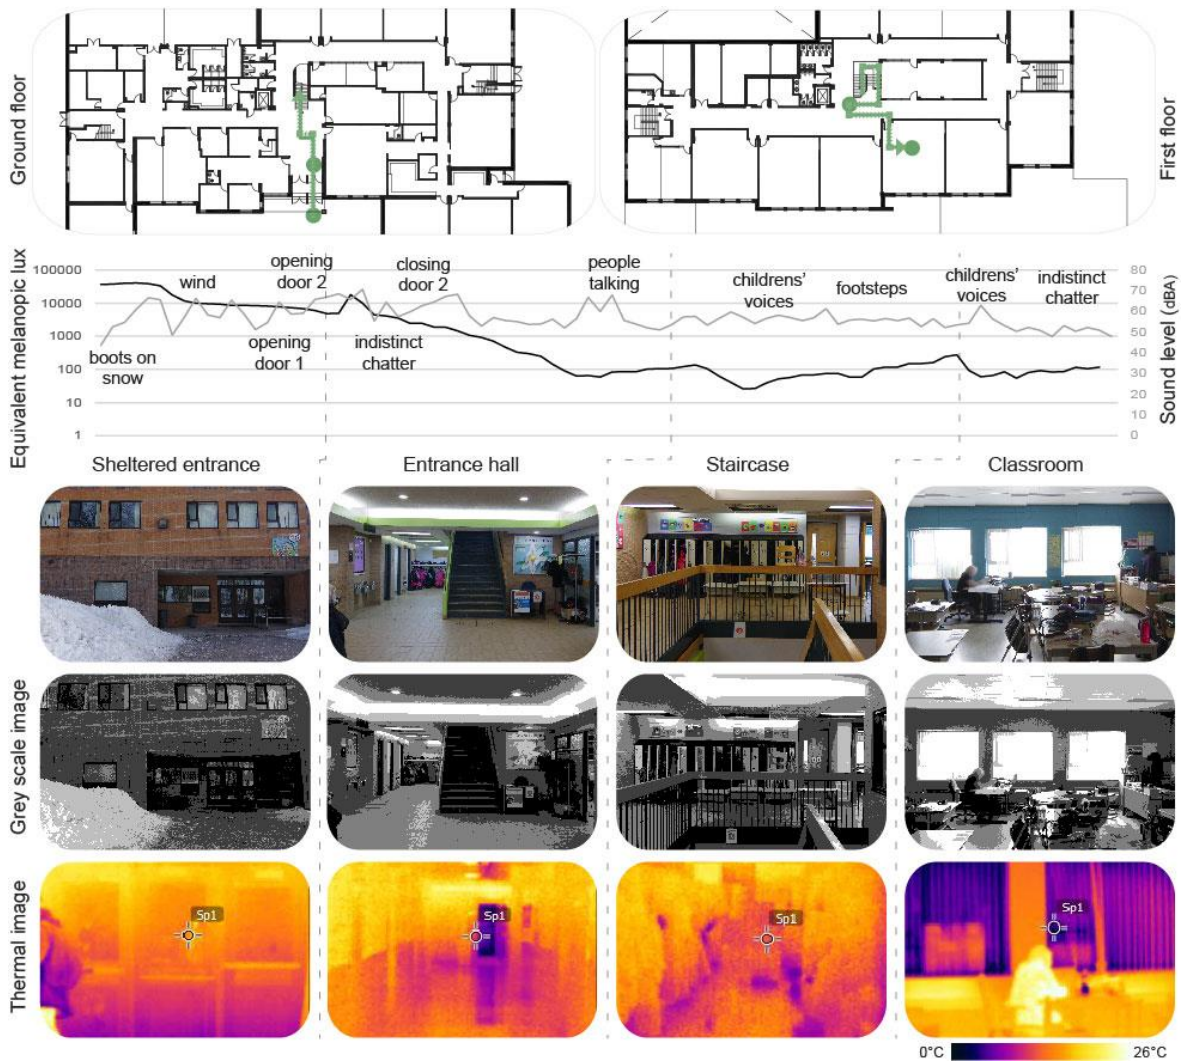 Ground floor
First floor
Equivalent melanopic lux
100000
10000
1000
100
10
1
80
70
60
50
40
30
20
10
0
Sound level (dBA)
boots on
snow
wind
opening
door 2
opening
door 1
closing
door 2
indistinct
chatter
people
talking
childrens'
voices
footsteps
childrens'
voices
indistinct
chatter
Sheltered entrance
Entrance hall
Staircase
Classroom
Grey scale image
Thermal image
Sp1
Sp1
Sp1
Sp1
0°C
26°C